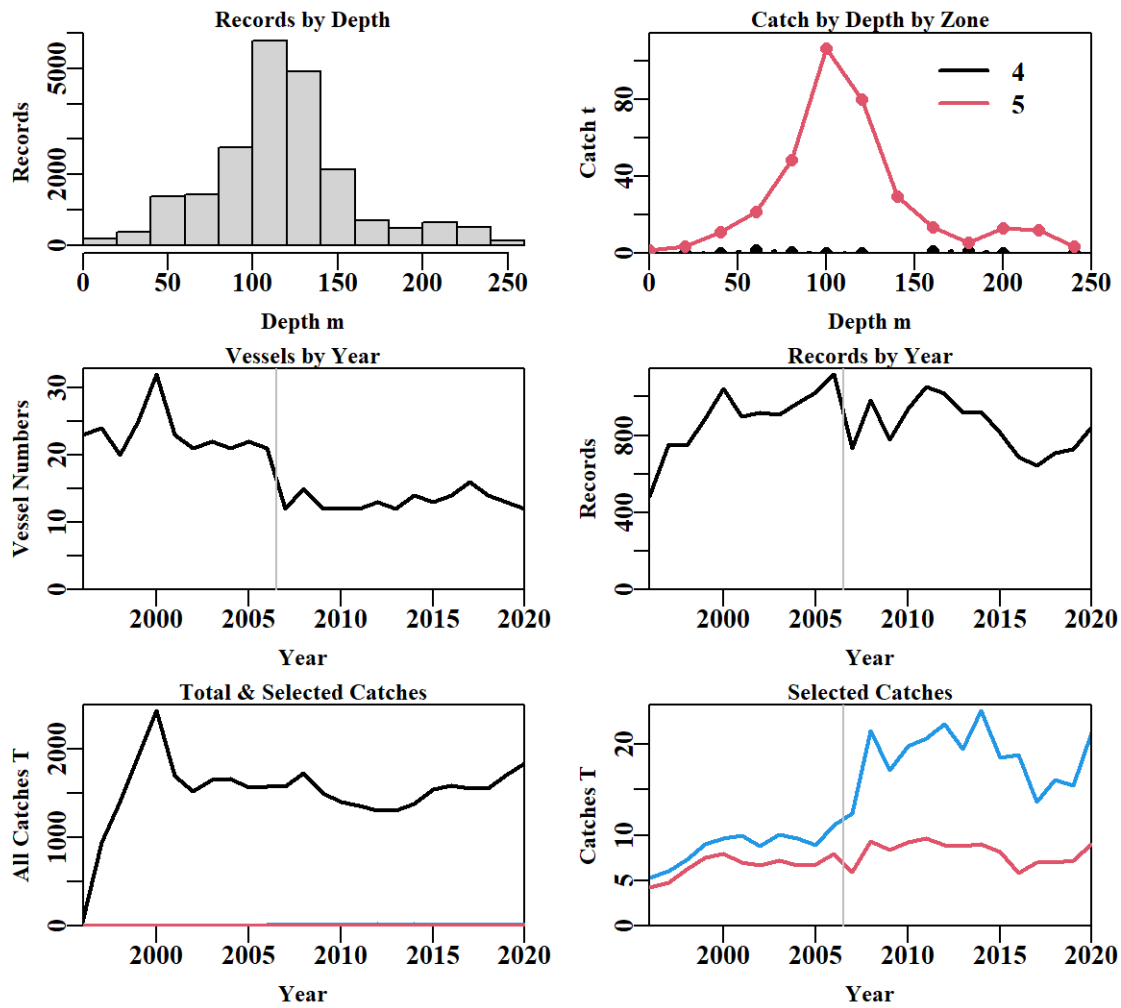 Records by Depth
Records
0 2000 5000
0 50 100 150 200 250
Depth m
Catch by Depth by Zone
Catch t
0 40 80
4
5
0 50 100 150 200 250
Depth m
Vessels by Year
Vessel Numbers
0 10 20 30
2000 2005 2010 2015 2020
Year
Records by Year
Records
0 400 800
2000 2005 2010 2015 2020
Year
Total & Selected Catches
All Catches T
0 1000 2000
2000 2005 2010 2015 2020
Year
Selected Catches
Catches T
0 5 10 20
2000 2005 2010 2015 2020
Year